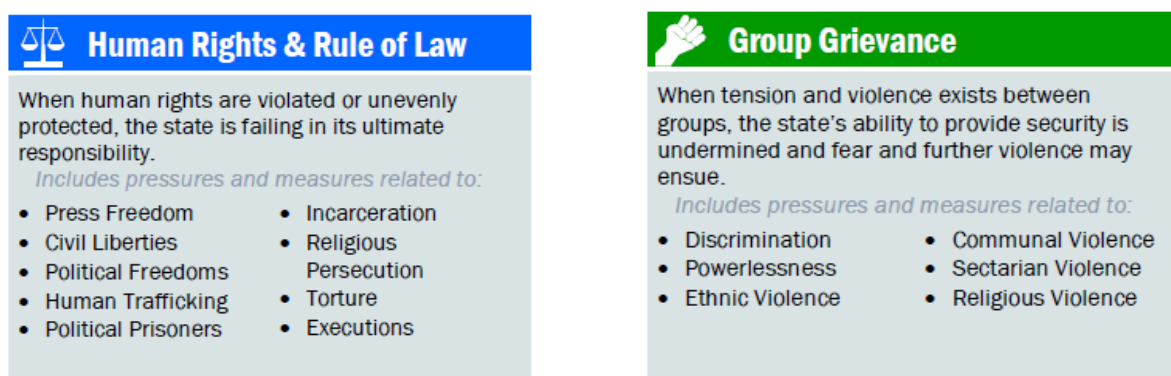 Human Rights & Rule of Law
When human rights are violated or unevenly
protected, the state is failing in its ultimate
responsibility.
Includes pressures and measures related to:
• Press Freedom
• Civil Liberties
• Political Freedoms
• Human Trafficking
• Political Prisoners
• Incarceration
• Religious
Persecution
• Torture
• Executions
Group Grievance
When tension and violence exists between
groups, the state's ability to provide security is
undermined and fear and further violence may
ensue.
Includes pressures and measures related to:
• Discrimination
• Powerlessness
• Ethnic Violence
• Communal Violence
• Sectarian Violence
• Religious Violence